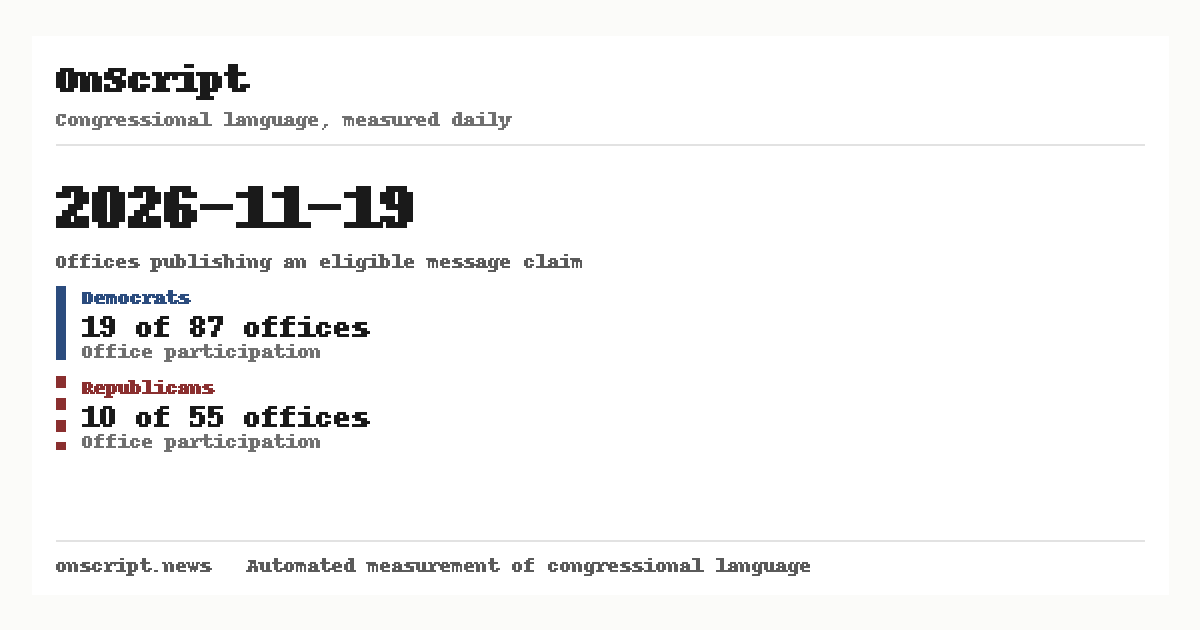 OnScript
Congressional language, measured daily
2026-11-19
Offices publishing an eligible message claim
Democrats
19 of 87 offices
Office participation
Republicans
10 of 55 offices
Office participation
onscript.news Automated measurement of congressional language